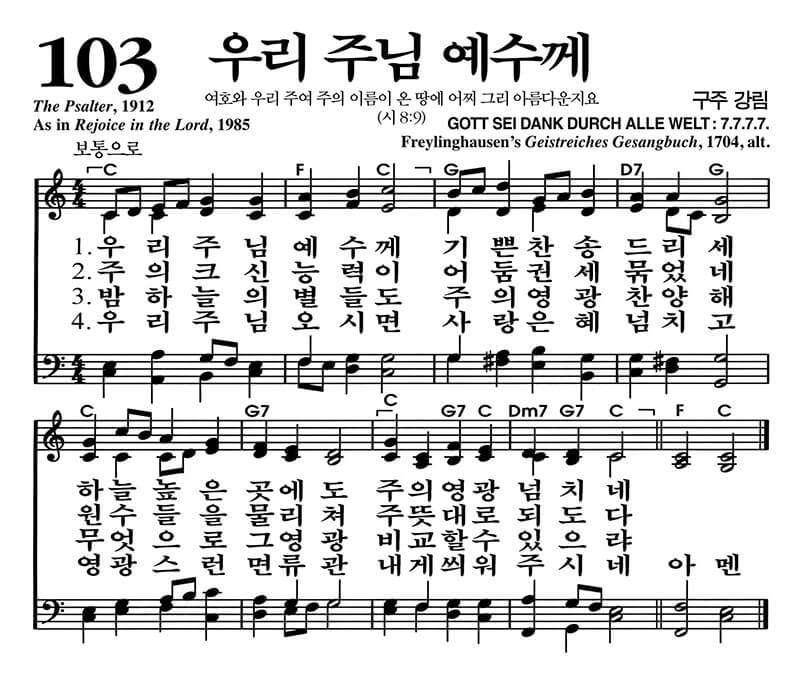 103 우리 주님 예수께
여호와 우리 주여 주의 이름이 온 땅에 어찌 그리 아름다운지요
(시 8:9)
구주 강림
The Psalter, 1912
As in Rejoice in the Lord, 1985
GOTT SEI DANK DURCH ALLE WELT : 7.7.7.7.
Freylinghausen's Geistreiches Gesangbuch, 1704, alt.
보통으로
C F C G D7 G
4 4
1. 우 리 주 님 예 수 께 기 쁜 찬 송 드 리 세
2. 주 의 크 신 능 력 이 어 둠 권 세 묶 었 네
3. 밤 하 늘 의 별 들 도 주 의 영 광 찬 양 해
4. 우 리 주 님 오 시 면 사 랑 은 혜 넘 치 고
4 4
C G7 C G7 C Dm7 G7 C F C
하 늘 높 은 곳 에 도 주 의 영 광 넘 치 네
원 수 들 을 물 리 쳐 주 뜻 대 로 되 도 다
무 엇 으 로 그 영 광 비 교 할 수 있 으 랴
영 광 스 런 면 류 관 내 게 씌 워 주 시 네 아 멘